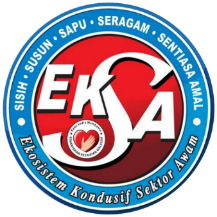 SISIH • SUSUN • SAPU • SERAGAM • SENTIASA AMAL
EKSA
Ekosistem Kondusif Sektor Awam